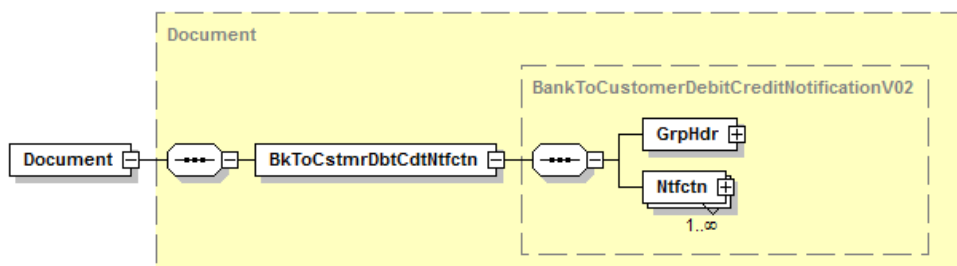 Document
BankToCustomerDebitCreditNotificationV02
GrpHdr
Document
BkToCstmrDbtCdtNtfctn
Ntfctn
1..∞